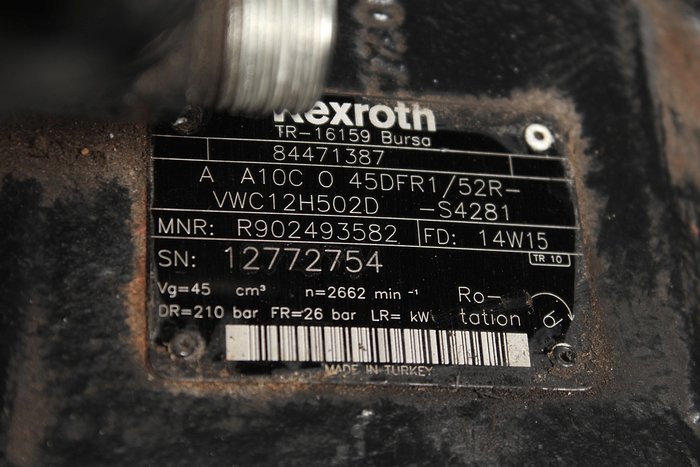 Rexroth
TR-16159 Bursa
84471387
A A10C O 45DFR1/52R-
VWC12H502D -S4281
MNR: R902493582 FD: 14W15
SN: 12772754 TR 10
Vg=45 cm³ n=2662 min⁻¹ Ro-
DR=210 bar FR=26 bar LR= kW tation
MADE IN TURKEY